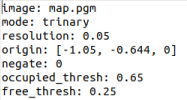 image: map.pgm
mode: trinary
resolution: 0.05
origin: [-1.05, -0.644, 0]
negate: 0
occupied_thresh: 0.65
free_thresh: 0.25